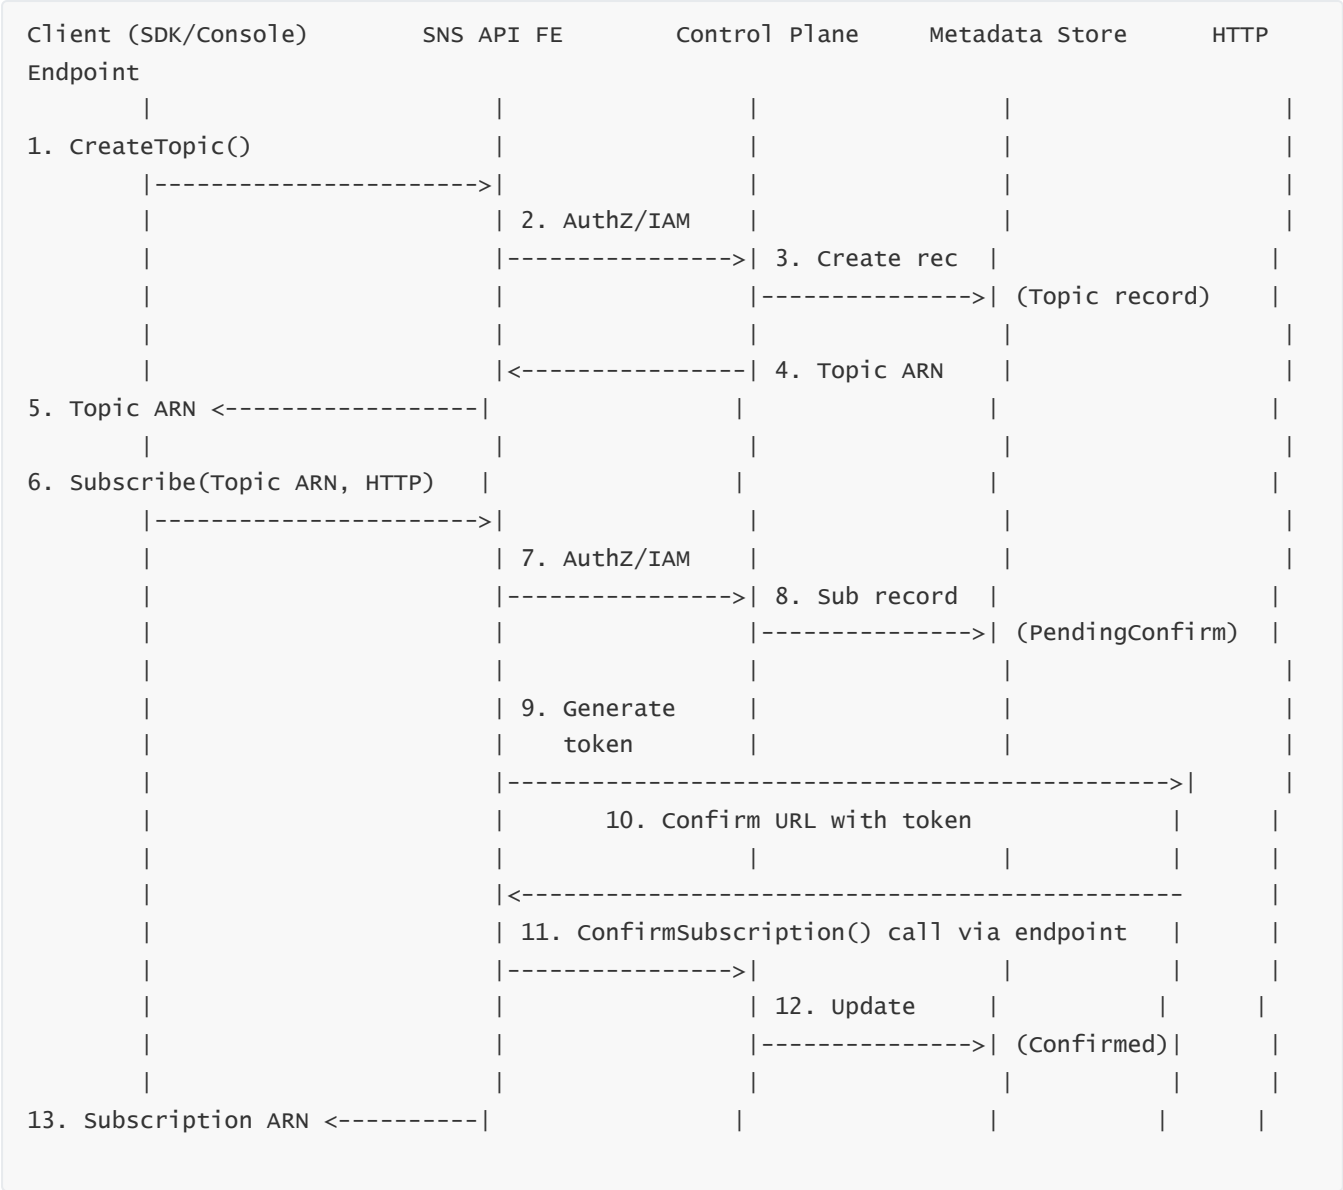 Client (SDK/Console)        SNS API FE        Control Plane     Metadata Store      HTTP
Endpoint
        |                        |                 |                 |                   |
1. CreateTopic()                 |                 |                 |                   |
        |----------------------->|                 |                 |                   |
        |                        | 2. AuthZ/IAM    |                 |                   |
        |                        |---------------->| 3. Create rec  |                   |
        |                        |                 |--------------->| (Topic record)    |
        |                        |                 |                 |                   |
        |                        |<----------------| 4. Topic ARN    |                   |
5. Topic ARN <------------------|                 |                 |                   |
        |                        |                 |                 |                   |
6. Subscribe(Topic ARN, HTTP)   |                 |                 |                   |
        |----------------------->|                 |                 |                   |
        |                        | 7. AuthZ/IAM    |                 |                   |
        |                        |---------------->| 8. Sub record  |                   |
        |                        |                 |--------------->| (PendingConfirm)  |
        |                        |                 |                 |                   |
        |                        | 9. Generate     |                 |                   |
        |                        |    token        |                 |                   |
        |                        |----------------------------------------------->|      |
        |                        |       10. Confirm URL with token              |      |
        |                        |                 |                 |           |      |
        |                        |<-----------------------------------------------      |
        |                        | 11. ConfirmSubscription() call via endpoint   |      |
        |                        |---------------->|                 |           |      |
        |                        |                 | 12. Update     |           |      |
        |                        |                 |--------------->| (Confirmed)|      |
        |                        |                 |                 |           |      |
13. Subscription ARN <----------|                 |                 |           |      |